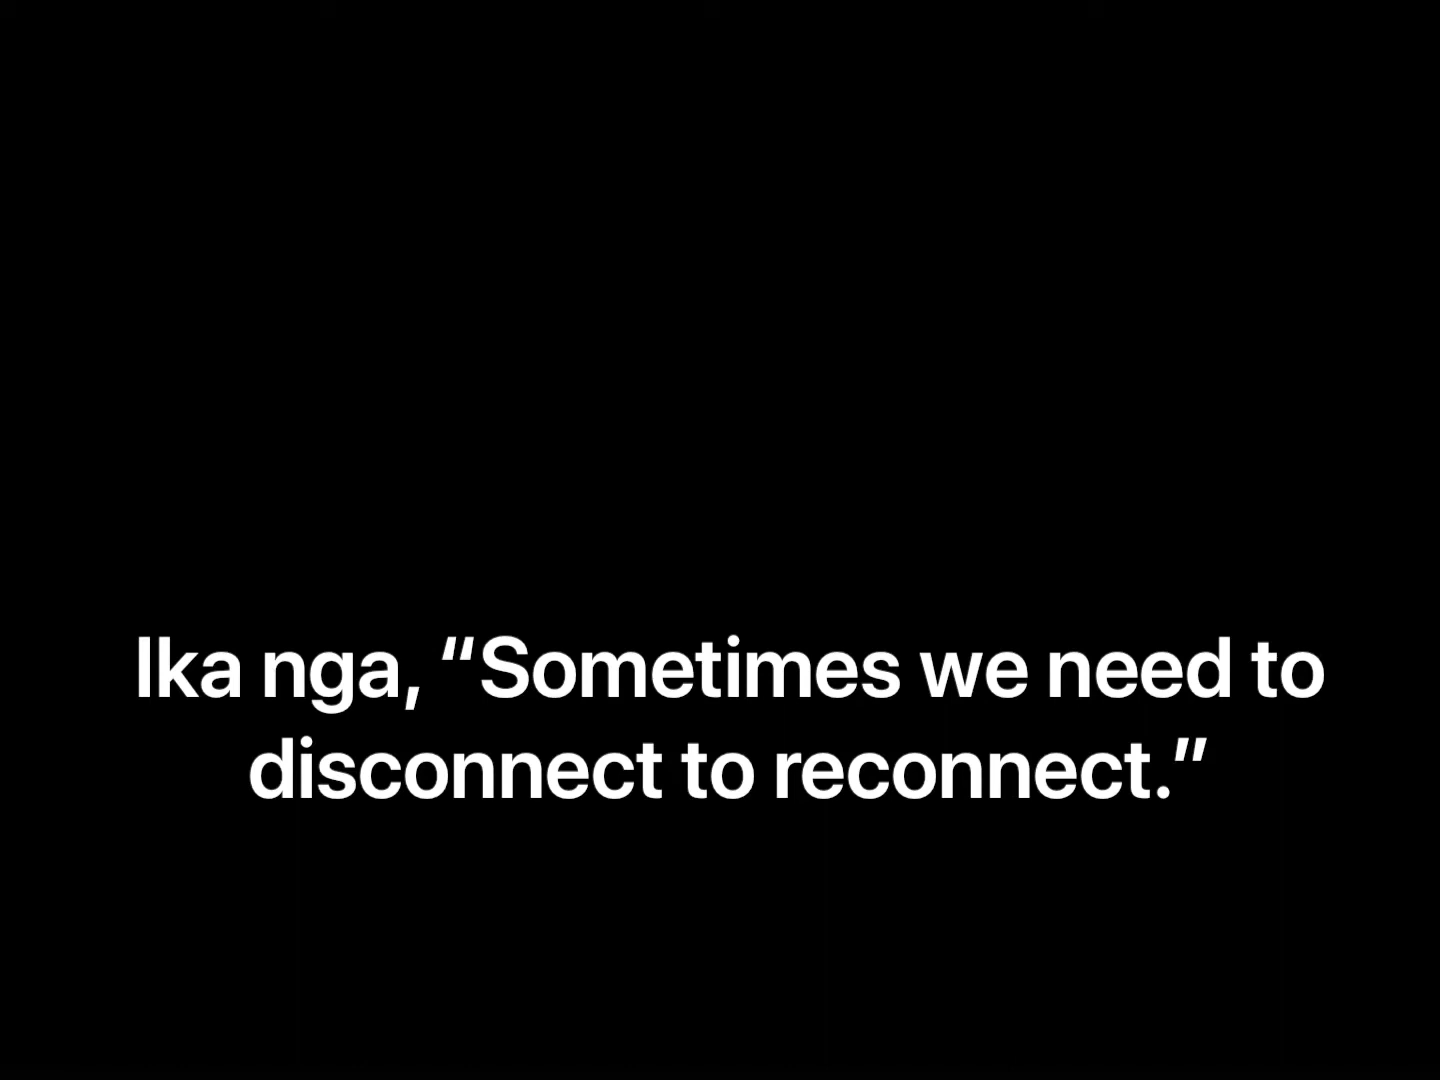 Ika nga, “Sometimes we need to
disconnect to reconnect.”